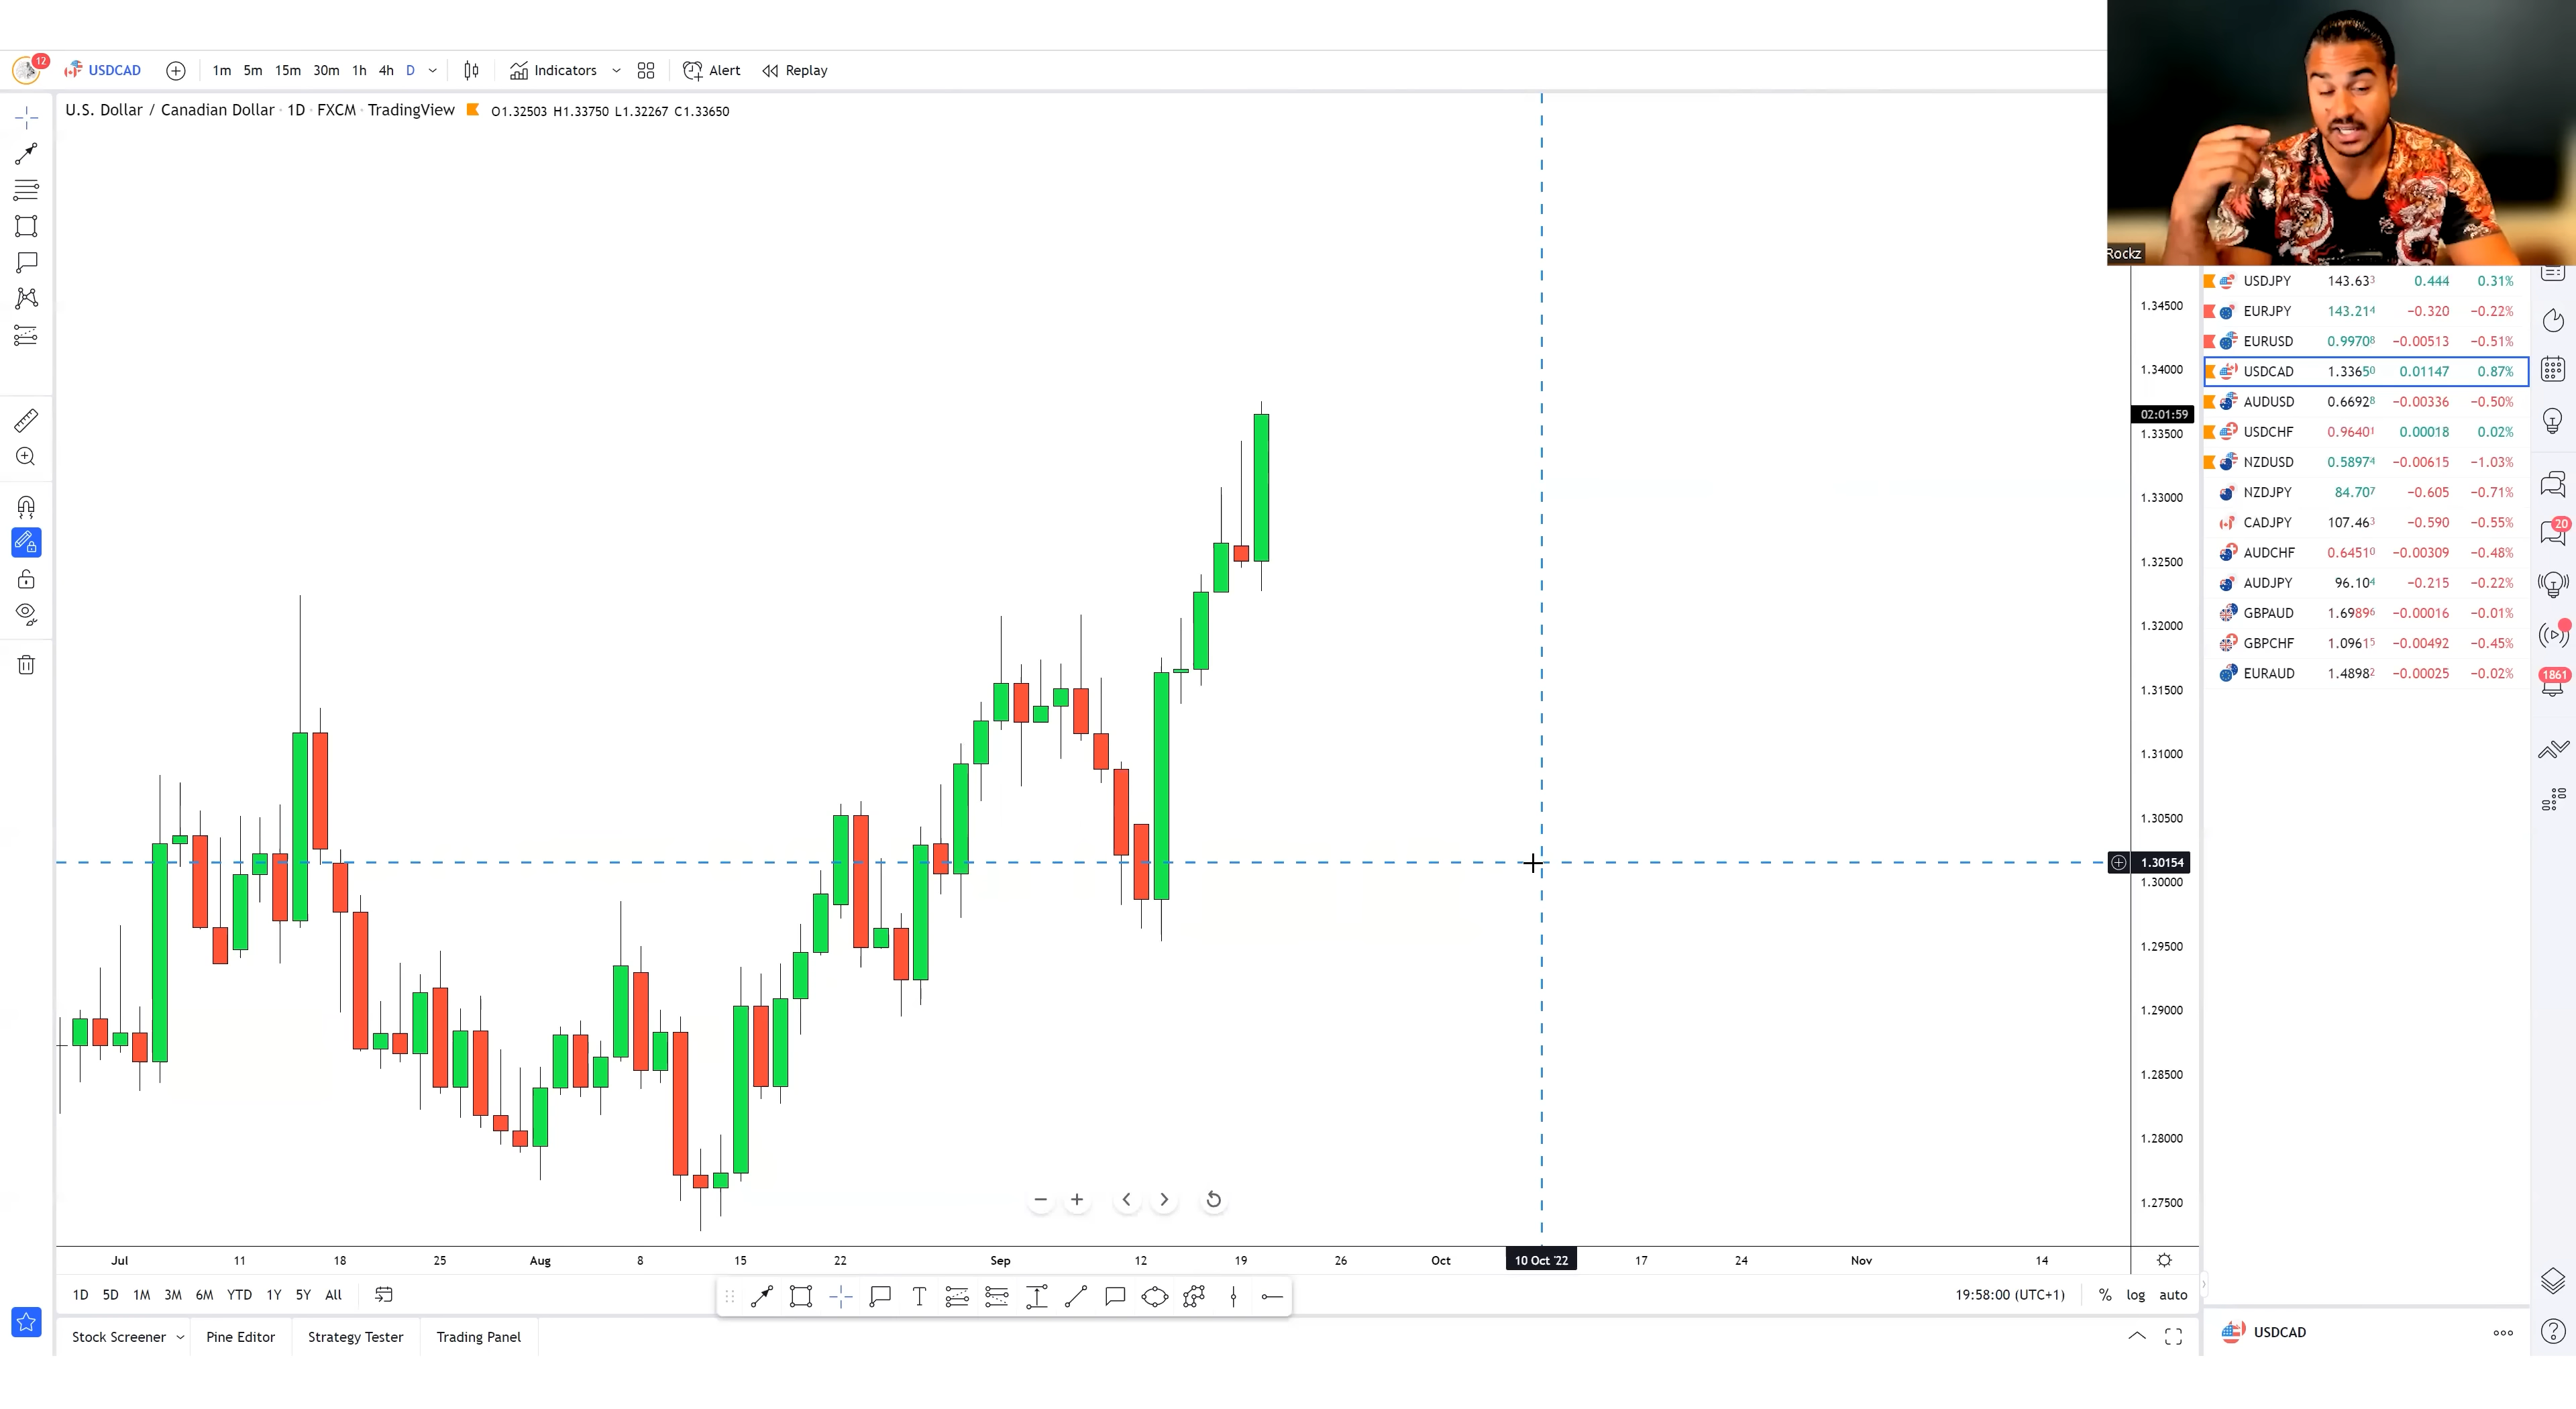 12 USDCAD 1m 5m 15m 30m 1h 4h D Indicators Alert Replay
U.S. Dollar / Canadian Dollar · 1D · FXCM · TradingView O1.32503 H1.33750 L1.32267 C1.33650
Rockz
1.34500
1.34000
02:01:59
1.33500
1.33000
1.32500
1.32000
1.31500
1.31000
1.30500
1.30154
1.30000
1.29500
1.29000
1.28500
1.28000
1.27500
USDJPY 143.633 0.444 0.31%
EURJPY 143.214 −0.320 −0.22%
EURUSD 0.99708 −0.00513 −0.51%
USDCAD 1.33650 0.01147 0.87%
AUDUSD 0.66928 −0.00336 −0.50%
USDCHF 0.96401 0.00018 0.02%
NZDUSD 0.58974 −0.00615 −1.03%
NZDJPY 84.707 −0.605 −0.71%
CADJPY 107.463 −0.590 −0.55%
AUDCHF 0.64510 −0.00309 −0.48%
AUDJPY 96.104 −0.215 −0.22%
GBPAUD 1.69896 −0.00016 −0.01%
GBPCHF 1.09615 −0.00492 −0.45%
EURAUD 1.48982 −0.00025 −0.02%
20
1861
Jul 11 18 25 Aug 8 15 22 Sep 12 19 26 Oct 10 Oct '22 17 24 Nov 14
1D 5D 1M 3M 6M YTD 1Y 5Y All T 19:58:00 (UTC+1) % log auto
Stock Screener Pine Editor Strategy Tester Trading Panel
USDCAD